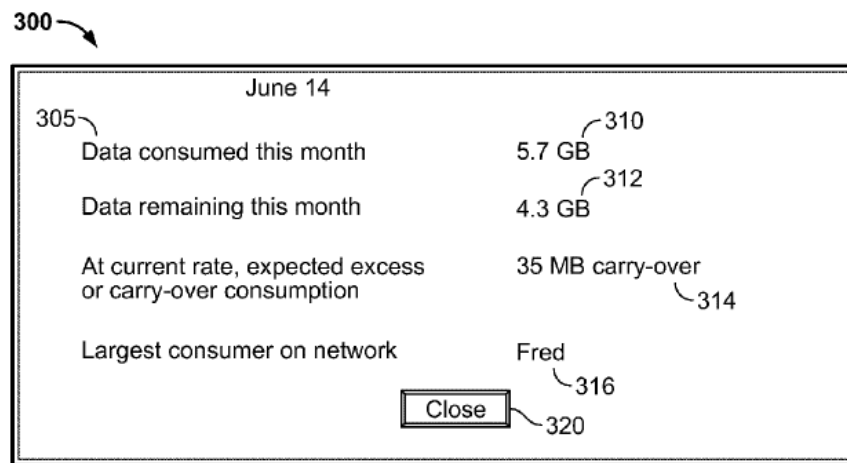 300
June 14
305
310
Data consumed this month 5.7 GB
312
Data remaining this month 4.3 GB
At current rate, expected excess 35 MB carry-over
or carry-over consumption
314
Largest consumer on network Fred
316
Close
320